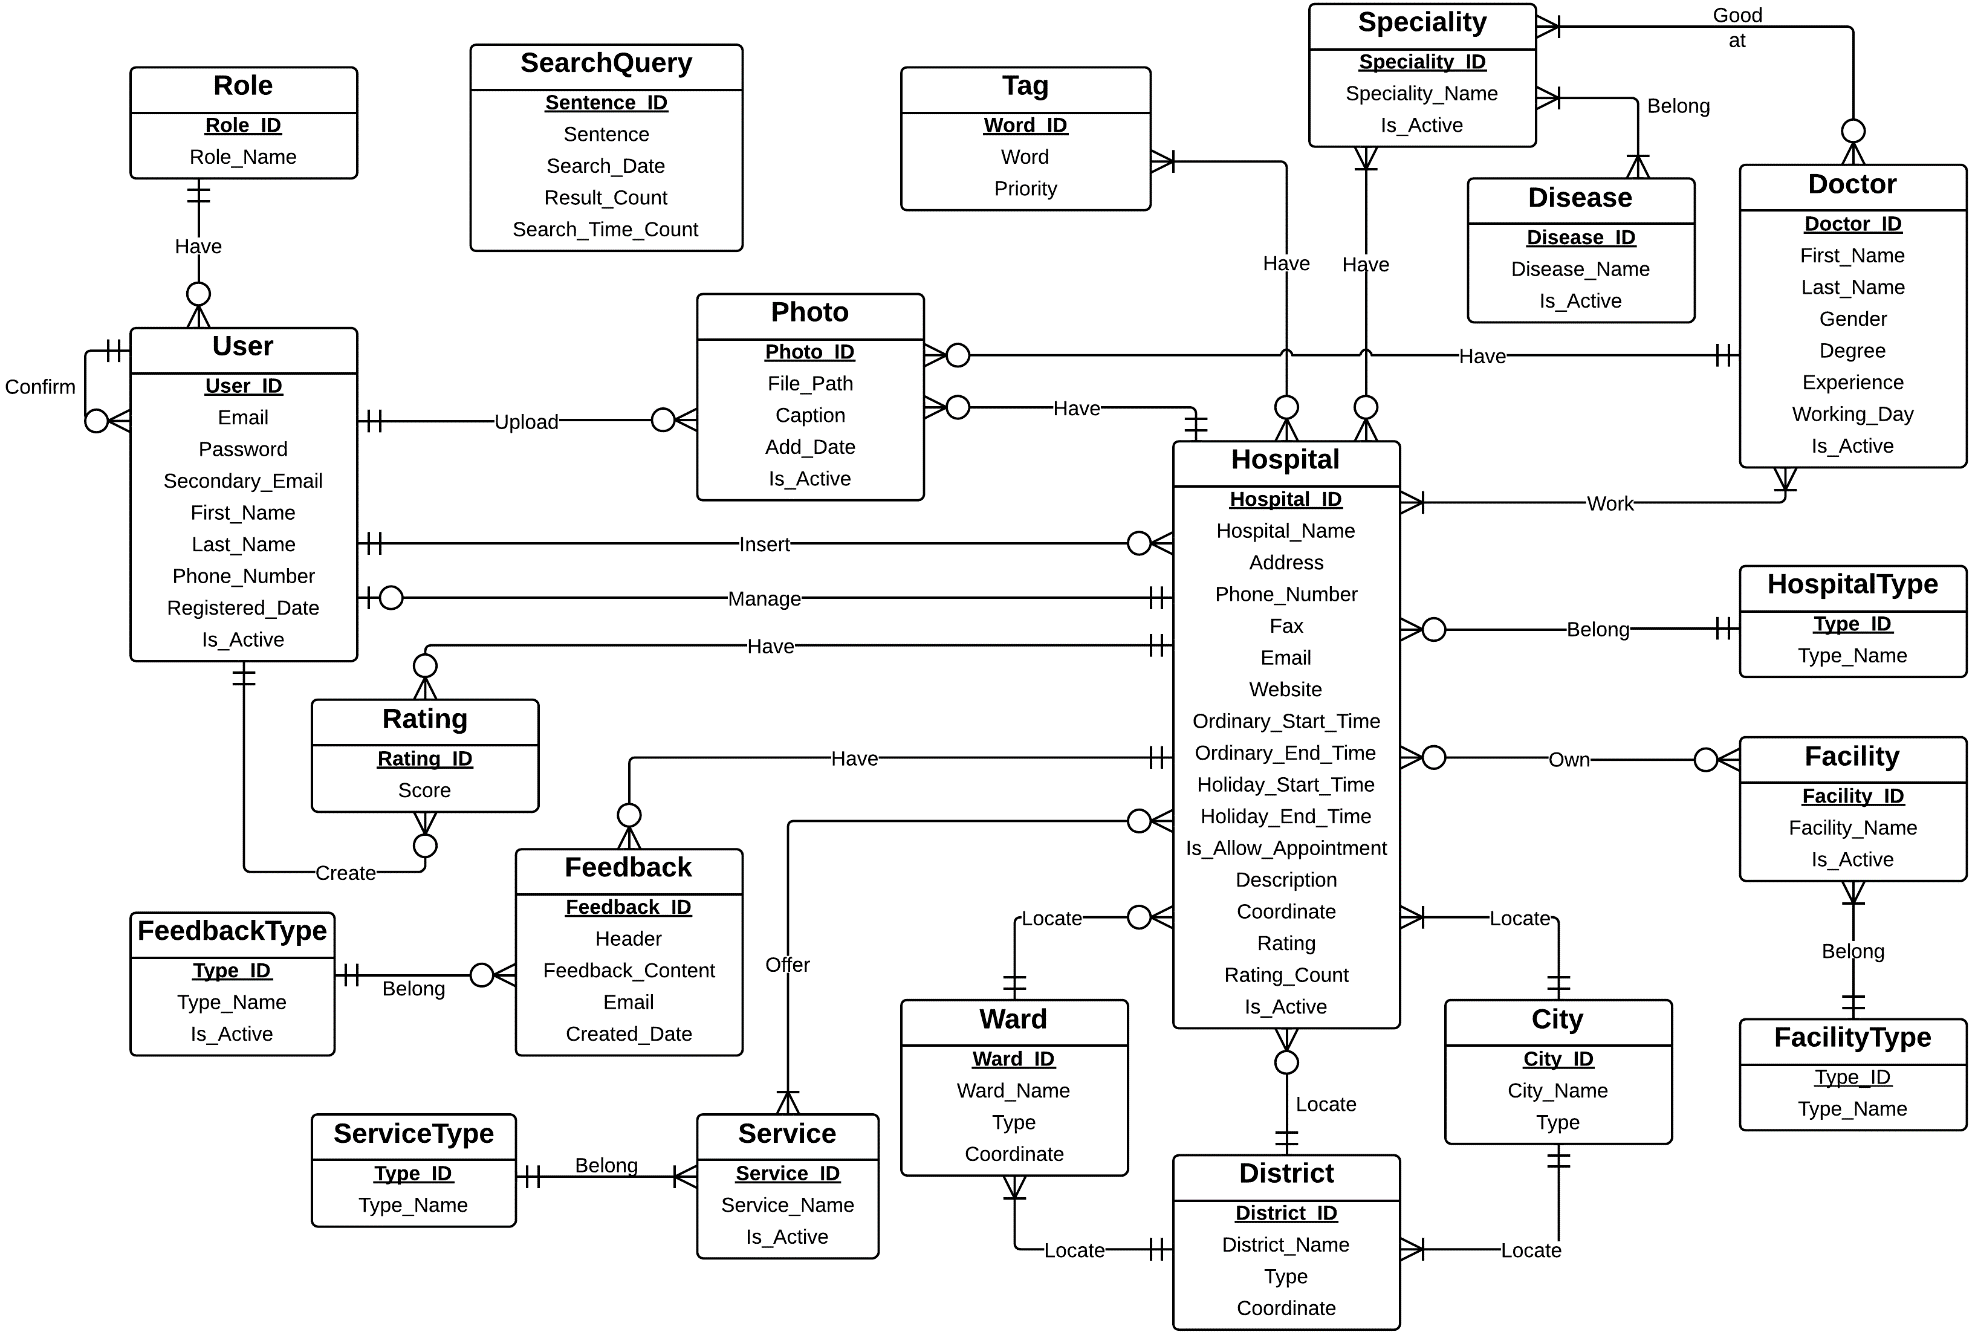 Role
Role_ID
Role_Name
Have
SearchQuery
Sentence_ID
Sentence
Search_Date
Result_Count
Search_Time_Count
Tag
Word_ID
Word
Priority
Have
Speciality
Speciality_ID
Speciality_Name
Is_Active
Good
at
Belong
Have
Disease
Disease_ID
Disease_Name
Is_Active
Doctor
Doctor_ID
First_Name
Last_Name
Gender
Degree
Experience
Working_Day
Is_Active
User
User_ID
Email
Password
Secondary_Email
First_Name
Last_Name
Phone_Number
Registered_Date
Is_Active
Confirm
Upload
Photo
Photo_ID
File_Path
Caption
Add_Date
Is_Active
Have
Have
Insert
Manage
Have
Hospital
Hospital_ID
Hospital_Name
Address
Phone_Number
Fax
Email
Website
Ordinary_Start_Time
Ordinary_End_Time
Holiday_Start_Time
Holiday_End_Time
Is_Allow_Appointment
Description
Coordinate
Rating
Rating_Count
Is_Active
Work
Belong
HospitalType
Type_ID
Type_Name
Own
Facility
Facility_ID
Facility_Name
Is_Active
Belong
FacilityType
Type_ID
Type_Name
Rating
Rating_ID
Score
Create
Have
Feedback
Feedback_ID
Header
Feedback_Content
Email
Created_Date
FeedbackType
Type_ID
Type_Name
Is_Active
Belong
Offer
ServiceType
Type_ID
Type_Name
Belong
Service
Service_ID
Service_Name
Is_Active
Locate
Ward
Ward_ID
Ward_Name
Type
Coordinate
Locate
Locate
District
District_ID
District_Name
Type
Coordinate
Locate
City
City_ID
City_Name
Type
Locate